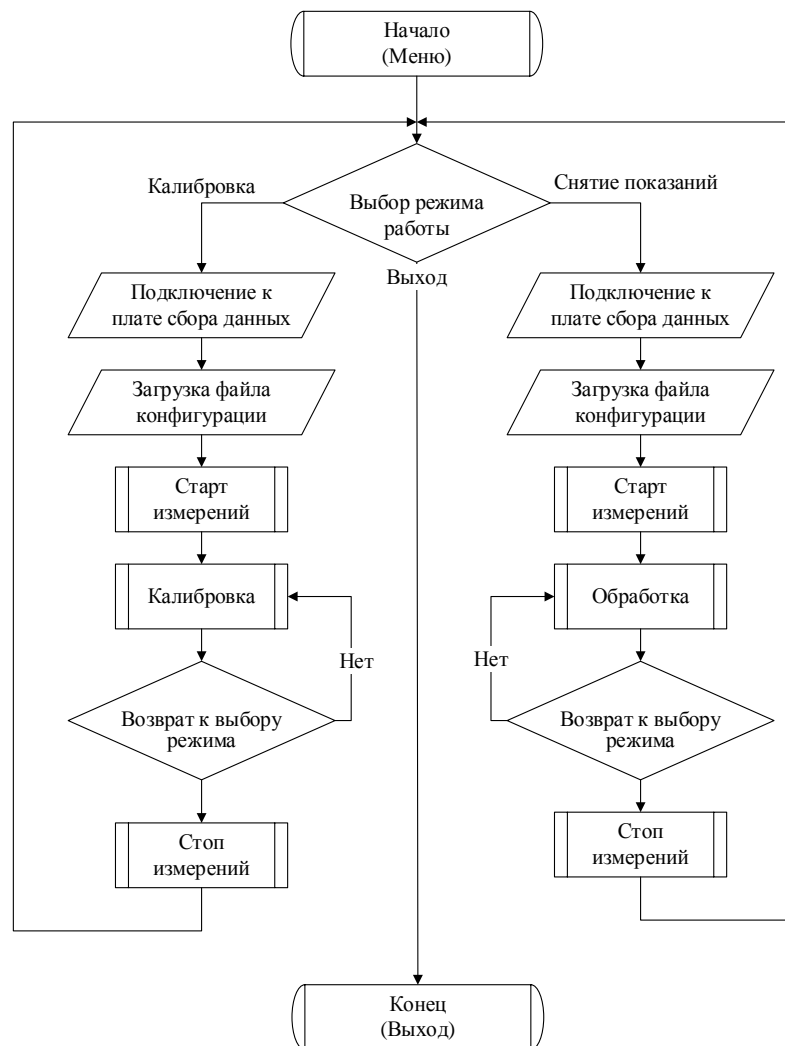 Начало
(Меню)
Калибровка
Снятие показаний
Выбор режима
работы
Выход
Подключение к
плате сбора данных
Подключение к
плате сбора данных
Загрузка файла
конфигурации
Загрузка файла
конфигурации
Старт
измерений
Старт
измерений
Калибровка
Обработка
Нет
Нет
Возврат к выбору
режима
Возврат к выбору
режима
Стоп
измерений
Стоп
измерений
Конец
(Выход)